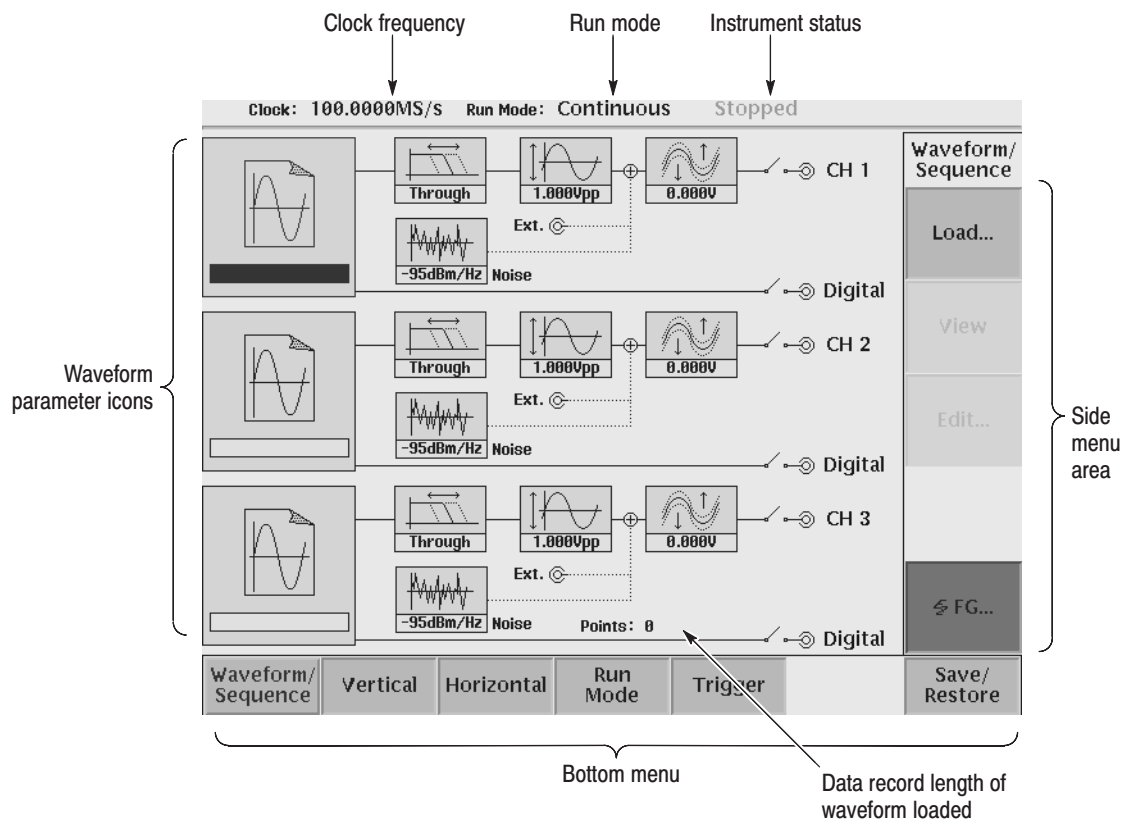 Clock frequency
Run mode
Instrument status
Clock: 100.0000MS/s Run Mode: Continuous Stopped
Waveform/
Sequence
Load...
View
Edit...
FG...
Through
1.000Vpp
0.000V
CH 1
Ext.
-95dBm/Hz Noise
Digital
Through
1.000Vpp
0.000V
CH 2
Ext.
-95dBm/Hz Noise
Digital
Through
1.000Vpp
0.000V
CH 3
Ext.
-95dBm/Hz Noise
Points: 0
Digital
Waveform
parameter icons
Side
menu
area
Waveform/
Sequence
Vertical
Horizontal
Run
Mode
Trigger
Save/
Restore
Bottom menu
Data record length of
waveform loaded